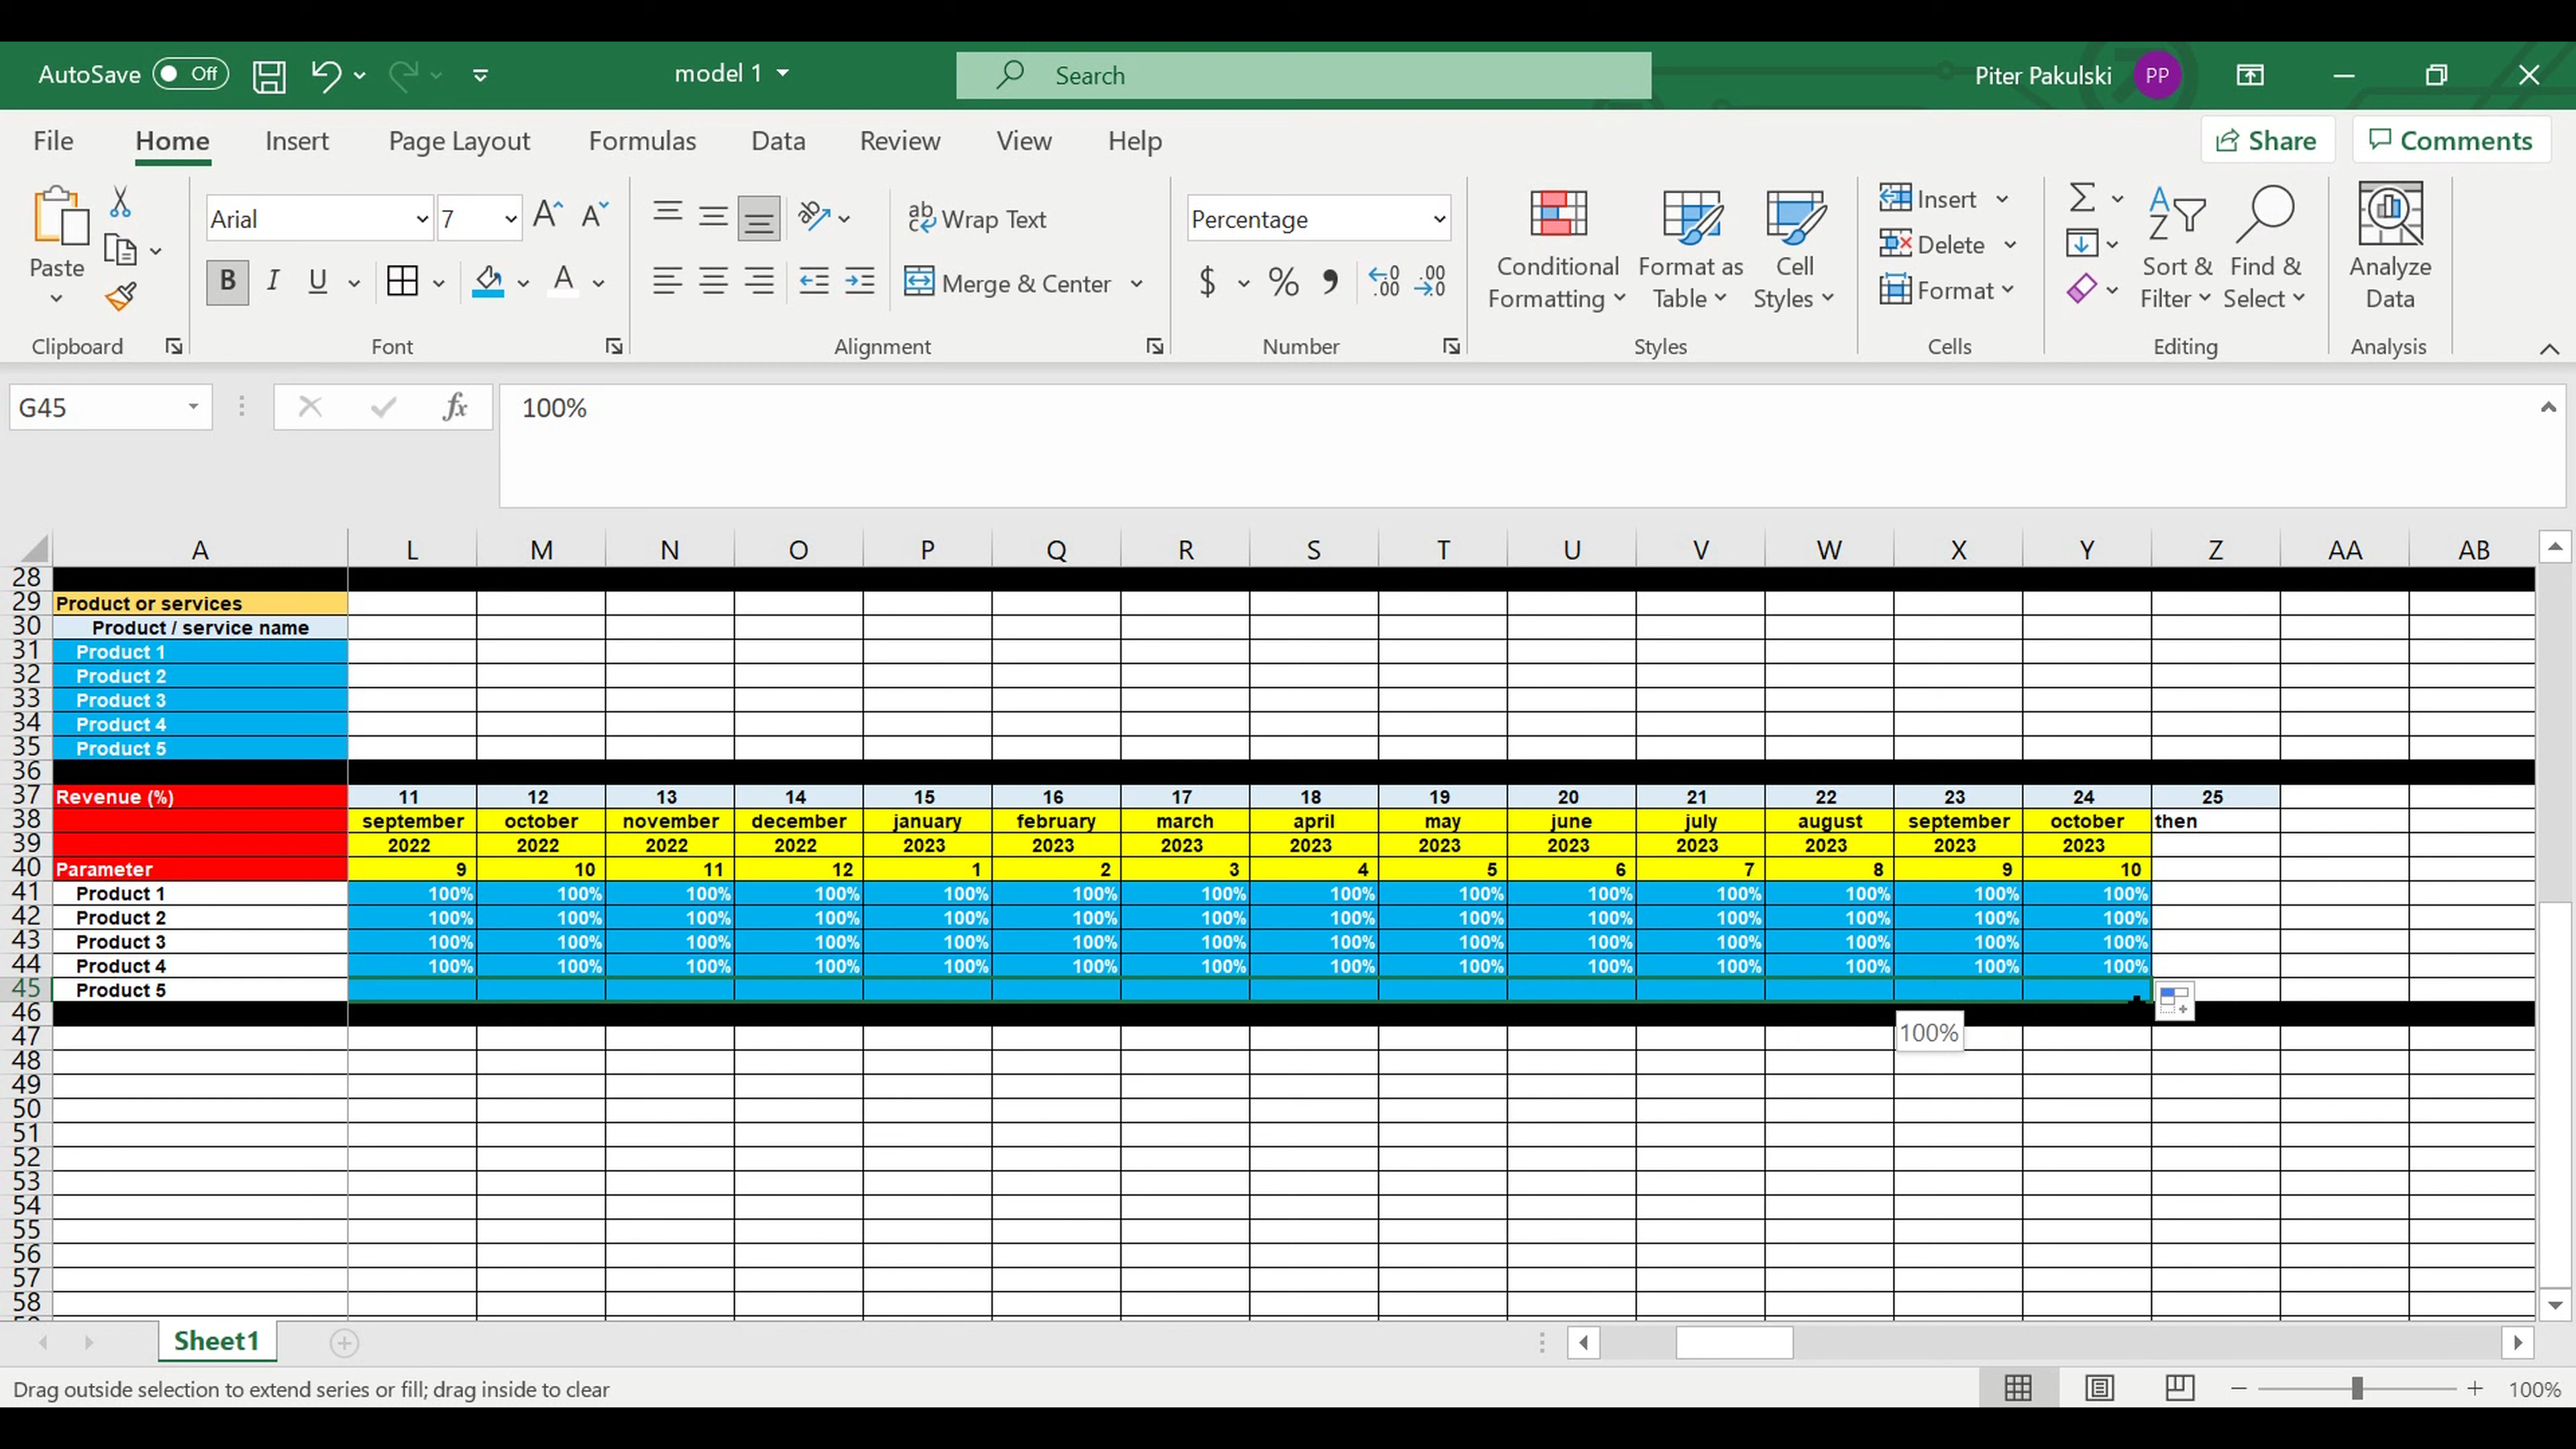 AutoSave Off model 1 Search Piter Pakulski PP
File Home Insert Page Layout Formulas Data Review View Help Share Comments
Arial 7 ab Wrap Text Percentage Insert
Paste B I U A Merge & Center $ % , .00 .00 Conditional Formatting Format as Table Cell Styles Delete Format Sort & Filter Find & Select Analyze Data
Clipboard Font Alignment Number Styles Cells Editing Analysis
G45 fx 100%
A L M N O P Q R S T U V W X Y Z AA AB
28
29 Product or services
30 Product / service name
31 Product 1
32 Product 2
33 Product 3
34 Product 4
35 Product 5
36
37 Revenue (%) 11 12 13 14 15 16 17 18 19 20 21 22 23 24 25
38 september october november december january february march april may june july august september october then
39 2022 2022 2022 2022 2023 2023 2023 2023 2023 2023 2023 2023 2023 2023
40 Parameter 9 10 11 12 1 2 3 4 5 6 7 8 9 10
41 Product 1 100% 100% 100% 100% 100% 100% 100% 100% 100% 100% 100% 100% 100% 100%
42 Product 2 100% 100% 100% 100% 100% 100% 100% 100% 100% 100% 100% 100% 100% 100%
43 Product 3 100% 100% 100% 100% 100% 100% 100% 100% 100% 100% 100% 100% 100% 100%
44 Product 4 100% 100% 100% 100% 100% 100% 100% 100% 100% 100% 100% 100% 100% 100%
45 Product 5
46
100%
47
48
49
50
51
52
53
54
55
56
57
58
Sheet1
Drag outside selection to extend series or fill; drag inside to clear 100%